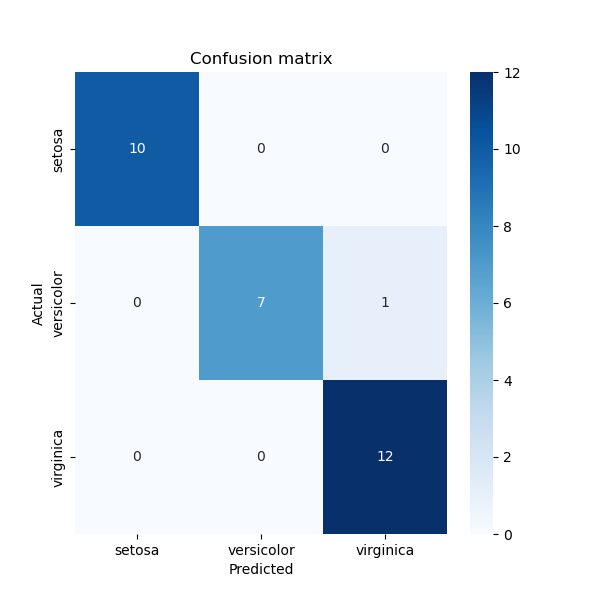 Confusion matrix
setosa 10 0 0
Actual
versicolor 0 7 1
virginica 0 0 12
setosa versicolor virginica
Predicted
12
10
8
6
4
2
0